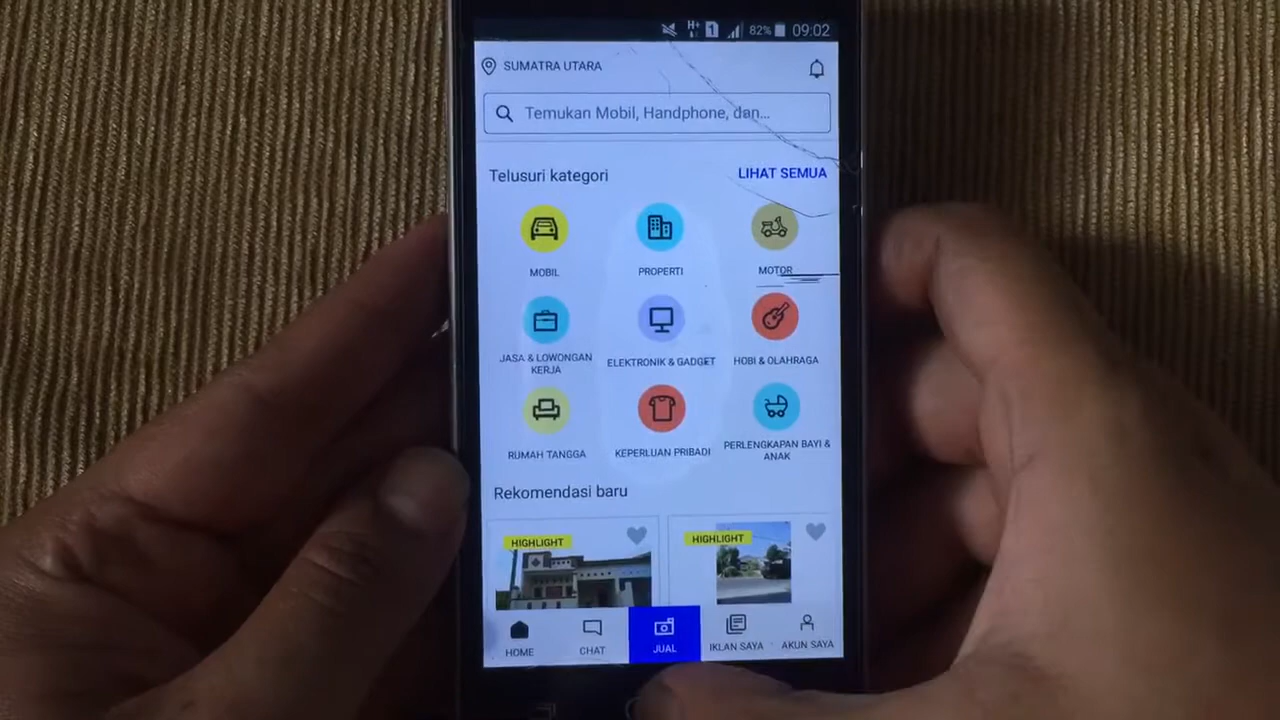 H+ 1 82% 09:02
SUMATRA UTARA
Temukan Mobil, Handphone, dan...
Telusuri kategori
LIHAT SEMUA
MOBIL
PROPERTI
MOTOR
JASA & LOWONGAN
KERJA
ELEKTRONIK & GADGET
HOBI & OLAHRAGA
RUMAH TANGGA
KEPERLUAN PRIBADI
PERLENGKAPAN BAYI &
ANAK
Rekomendasi baru
HIGHLIGHT
HIGHLIGHT
HOME
CHAT
JUAL
IKLAN SAYA
AKUN SAYA